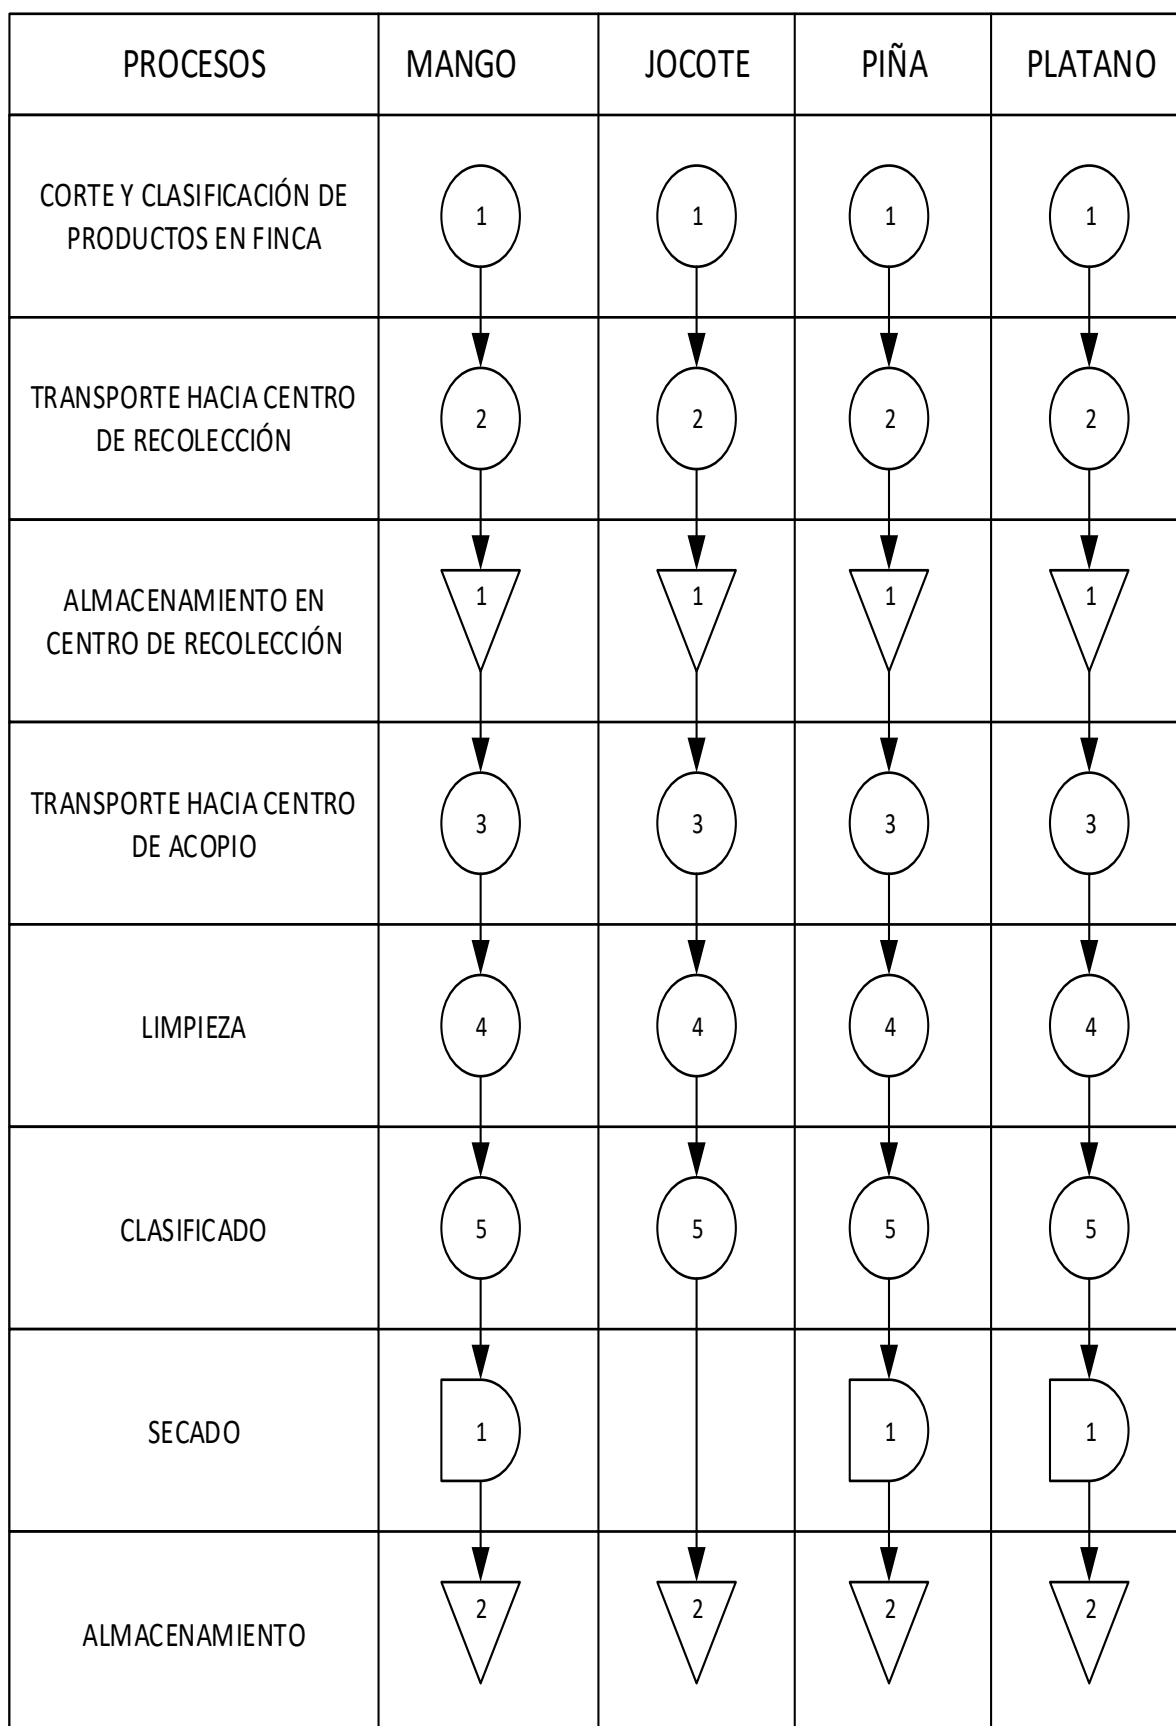 PROCESOS MANGO JOCOTE PIÑA PLATANO
CORTE Y CLASIFICACIÓN DE
PRODUCTOS EN FINCA
1 1 1 1
TRANSPORTE HACIA CENTRO
DE RECOLECCIÓN
2 2 2 2
ALMACENAMIENTO EN
CENTRO DE RECOLECCIÓN
1 1 1 1
TRANSPORTE HACIA CENTRO
DE ACOPIO
3 3 3 3
LIMPIEZA 4 4 4 4
CLASIFICADO 5 5 5 5
SECADO 1 1 1
ALMACENAMIENTO 2 2 2 2